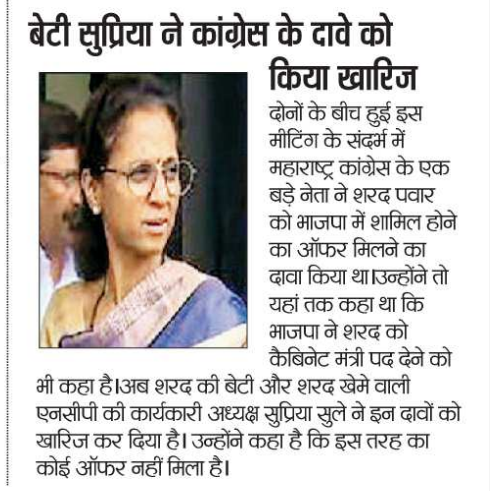 बेटी सुप्रिया ने कांग्रेस के दावे को
किया खारिज
दोनों के बीच हुई इस
मीटिंग के संदर्भ में
महाराष्ट्र कांग्रेस के एक
बड़े नेता ने शरद पवार
को भाजपा में शामिल होने
का ऑफर मिलने का
दावा किया था।उन्होंने तो
यहां तक कहा था कि
भाजपा ने शरद को
कैबिनेट मंत्री पद देने को
भी कहा है।अब शरद की बेटी और शरद खेमे वाली
एनसीपी की कार्यकारी अध्यक्ष सुप्रिया सुले ने इन दावों को
खारिज कर दिया है। उन्होंने कहा है कि इस तरह का
कोई ऑफर नहीं मिला है।